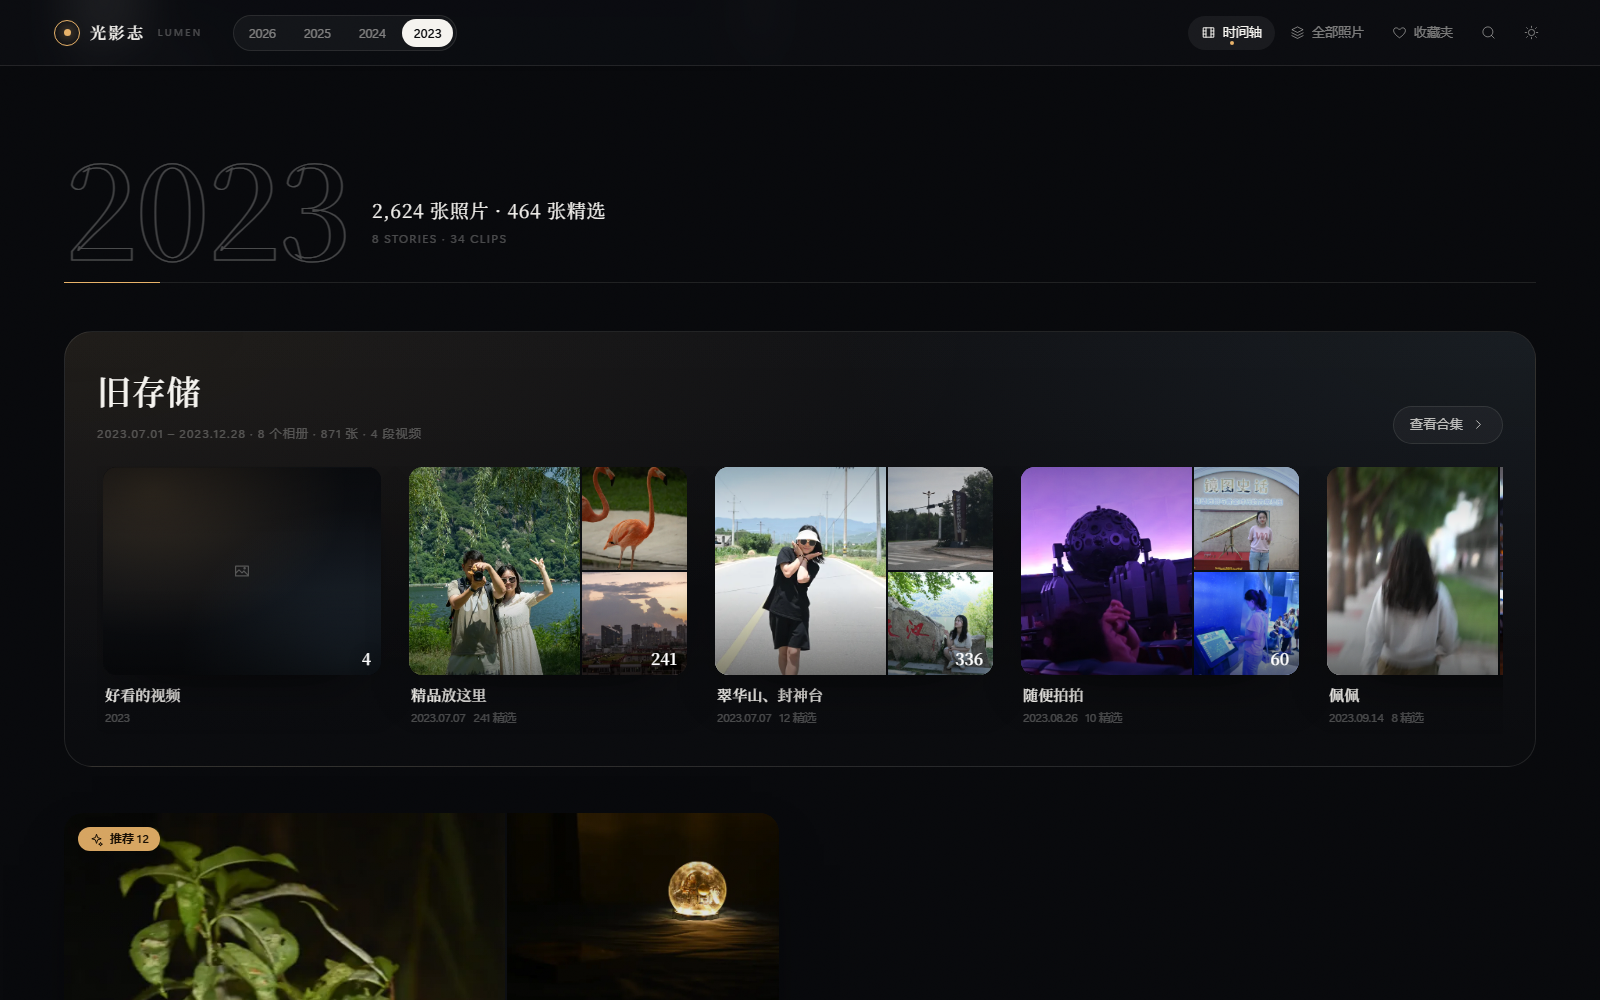 光影志 LUMEN 2026 2025 2024 2023 时间轴 全部照片 收藏夹
2023
2,624 张照片 · 464 张精选
8 STORIES · 34 CLIPS
旧存储
2023.07.01 – 2023.12.28 · 8 个相册 · 871 张 · 4 段视频
查看合集
4
241
336
60
好看的视频
2023
精品放这里
2023.07.07 241 精选
翠华山、封神台
2023.07.07 12 精选
随便拍拍
2023.08.26 10 精选
佩佩
2023.09.14 8 精选
推荐 12